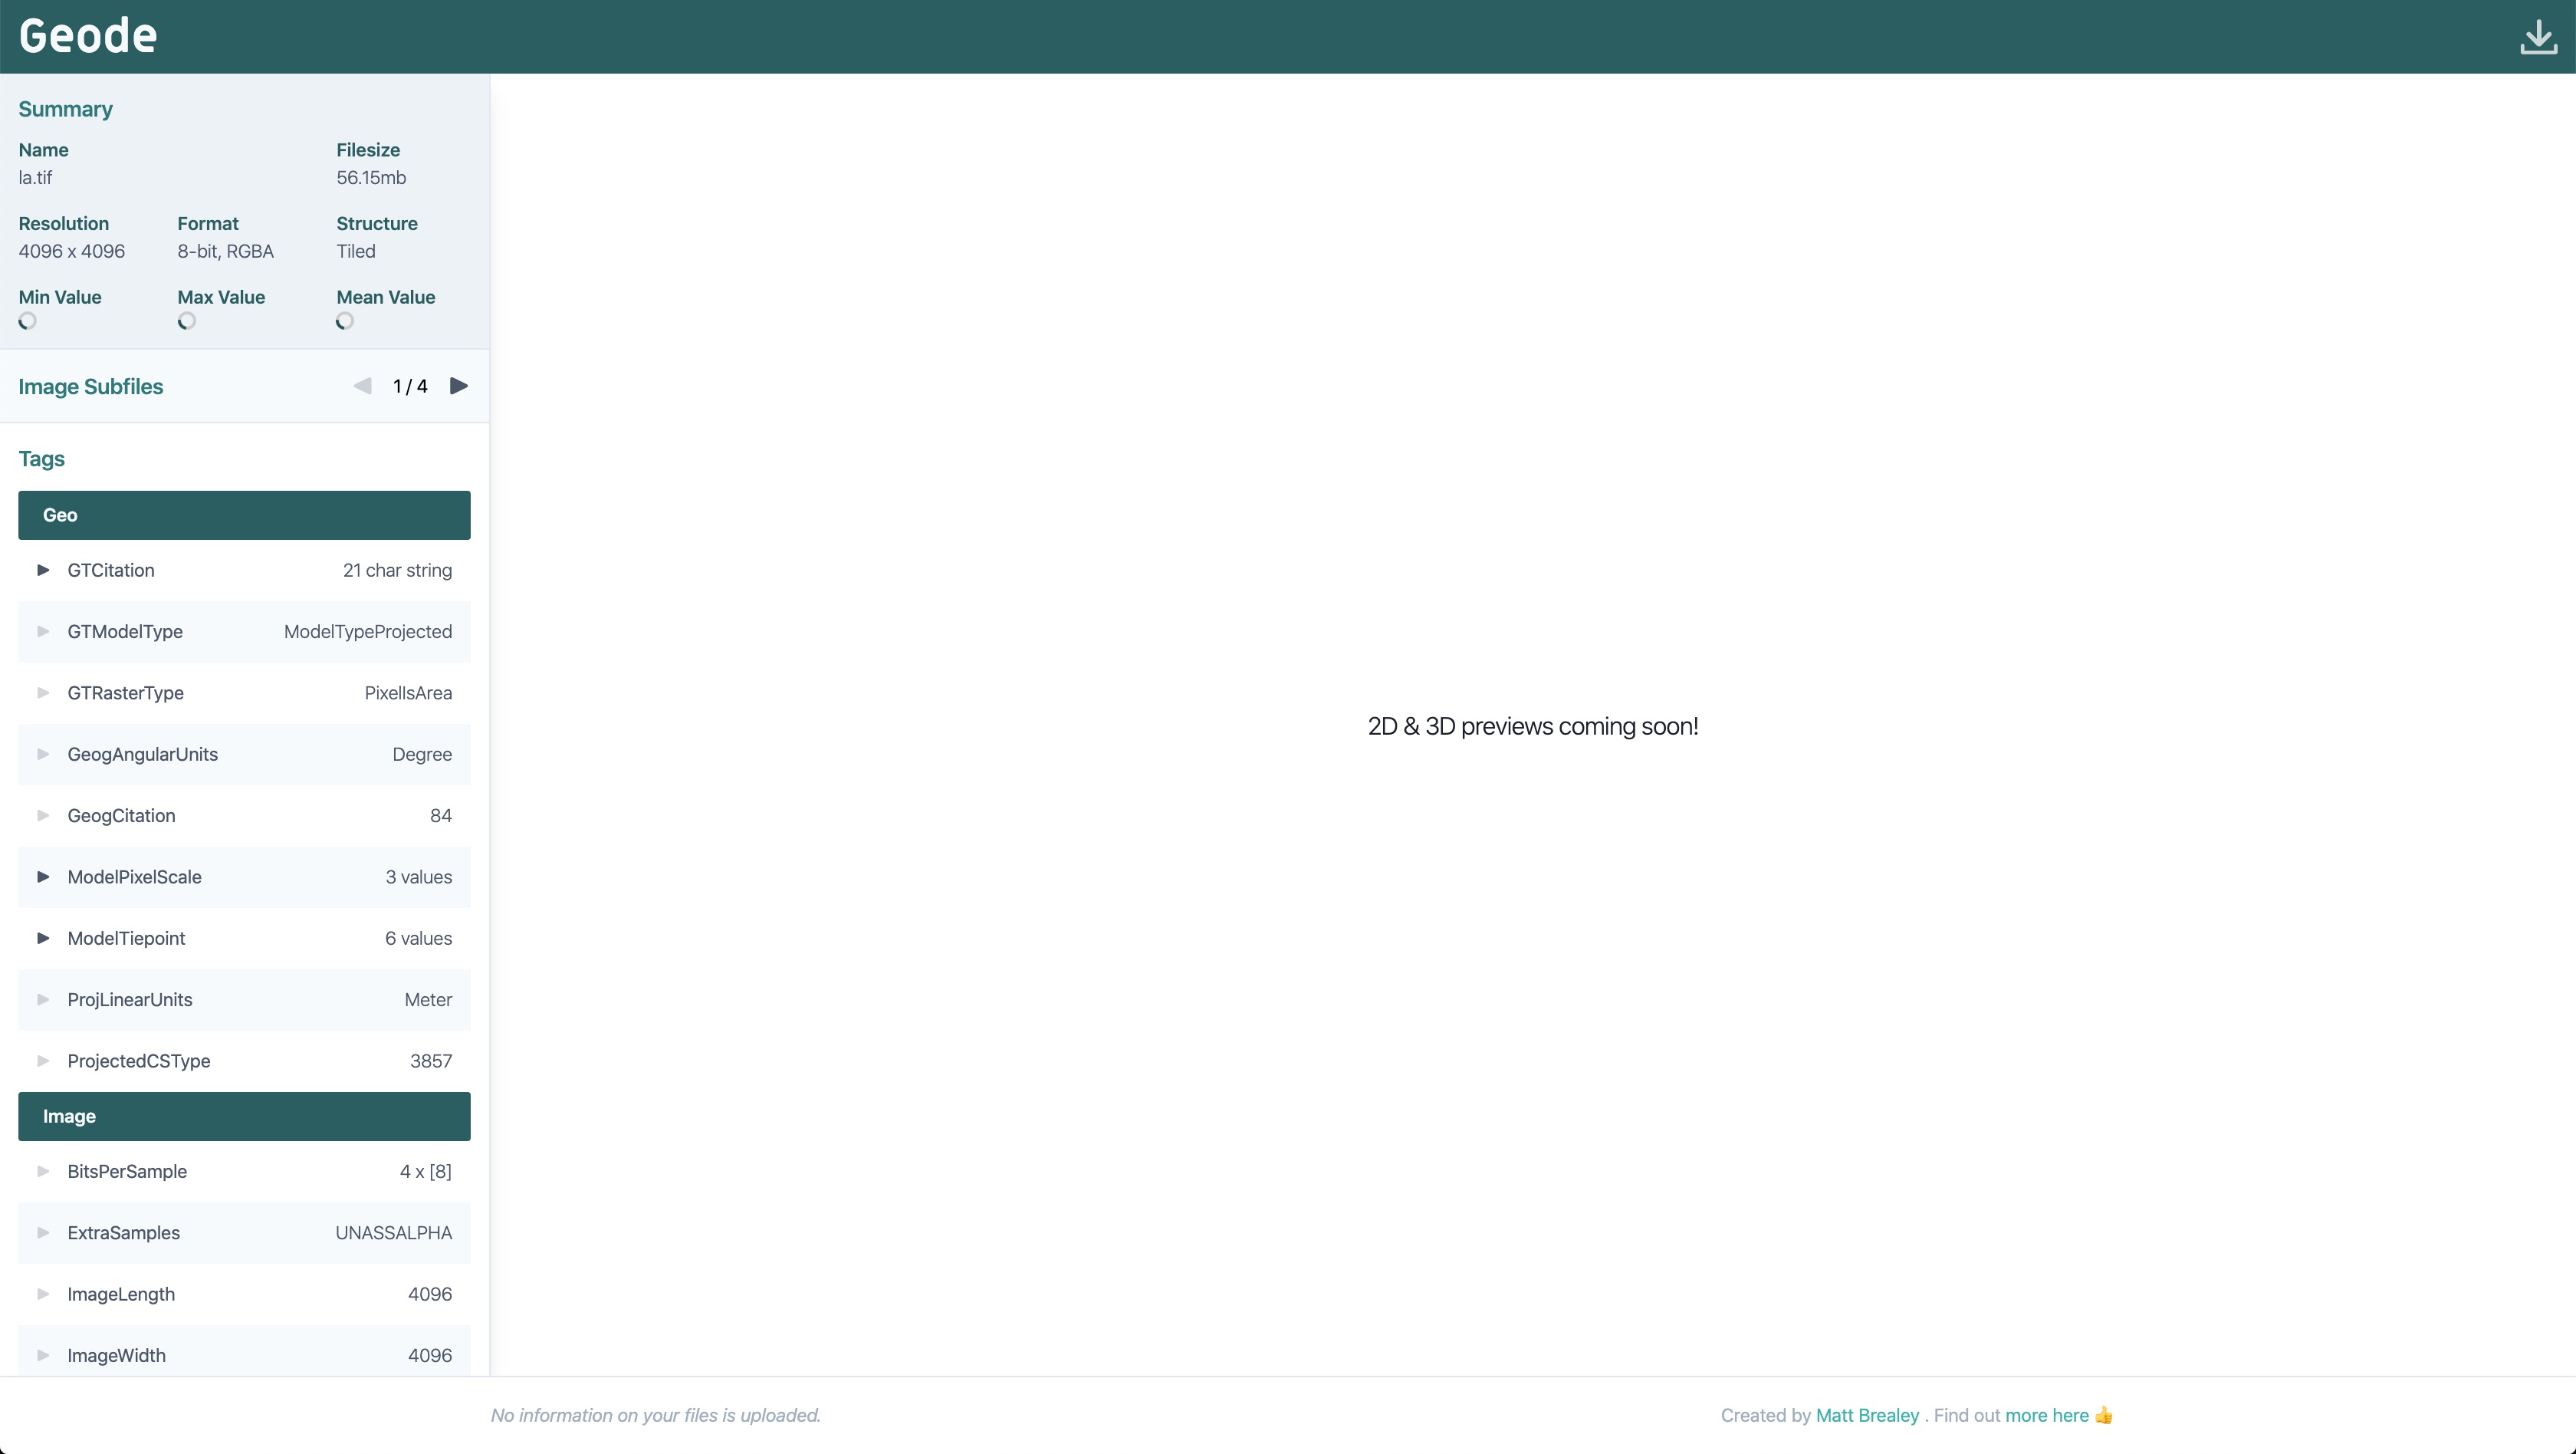 Geode
Summary
Name Filesize
la.tif 56.15mb
Resolution Format Structure
4096 x 4096 8-bit, RGBA Tiled
Min Value Max Value Mean Value
Image Subfiles 1 / 4
Tags
Geo
GTCitation 21 char string
GTModelType ModelTypeProjected
GTRasterType PixelIsArea
GeogAngularUnits Degree
GeogCitation 84
ModelPixelScale 3 values
ModelTiepoint 6 values
ProjLinearUnits Meter
ProjectedCSType 3857
Image
BitsPerSample 4 x [8]
ExtraSamples UNASSALPHA
ImageLength 4096
ImageWidth 4096
2D & 3D previews coming soon!
No information on your files is uploaded.
Created by Matt Brealey . Find out more here 👍